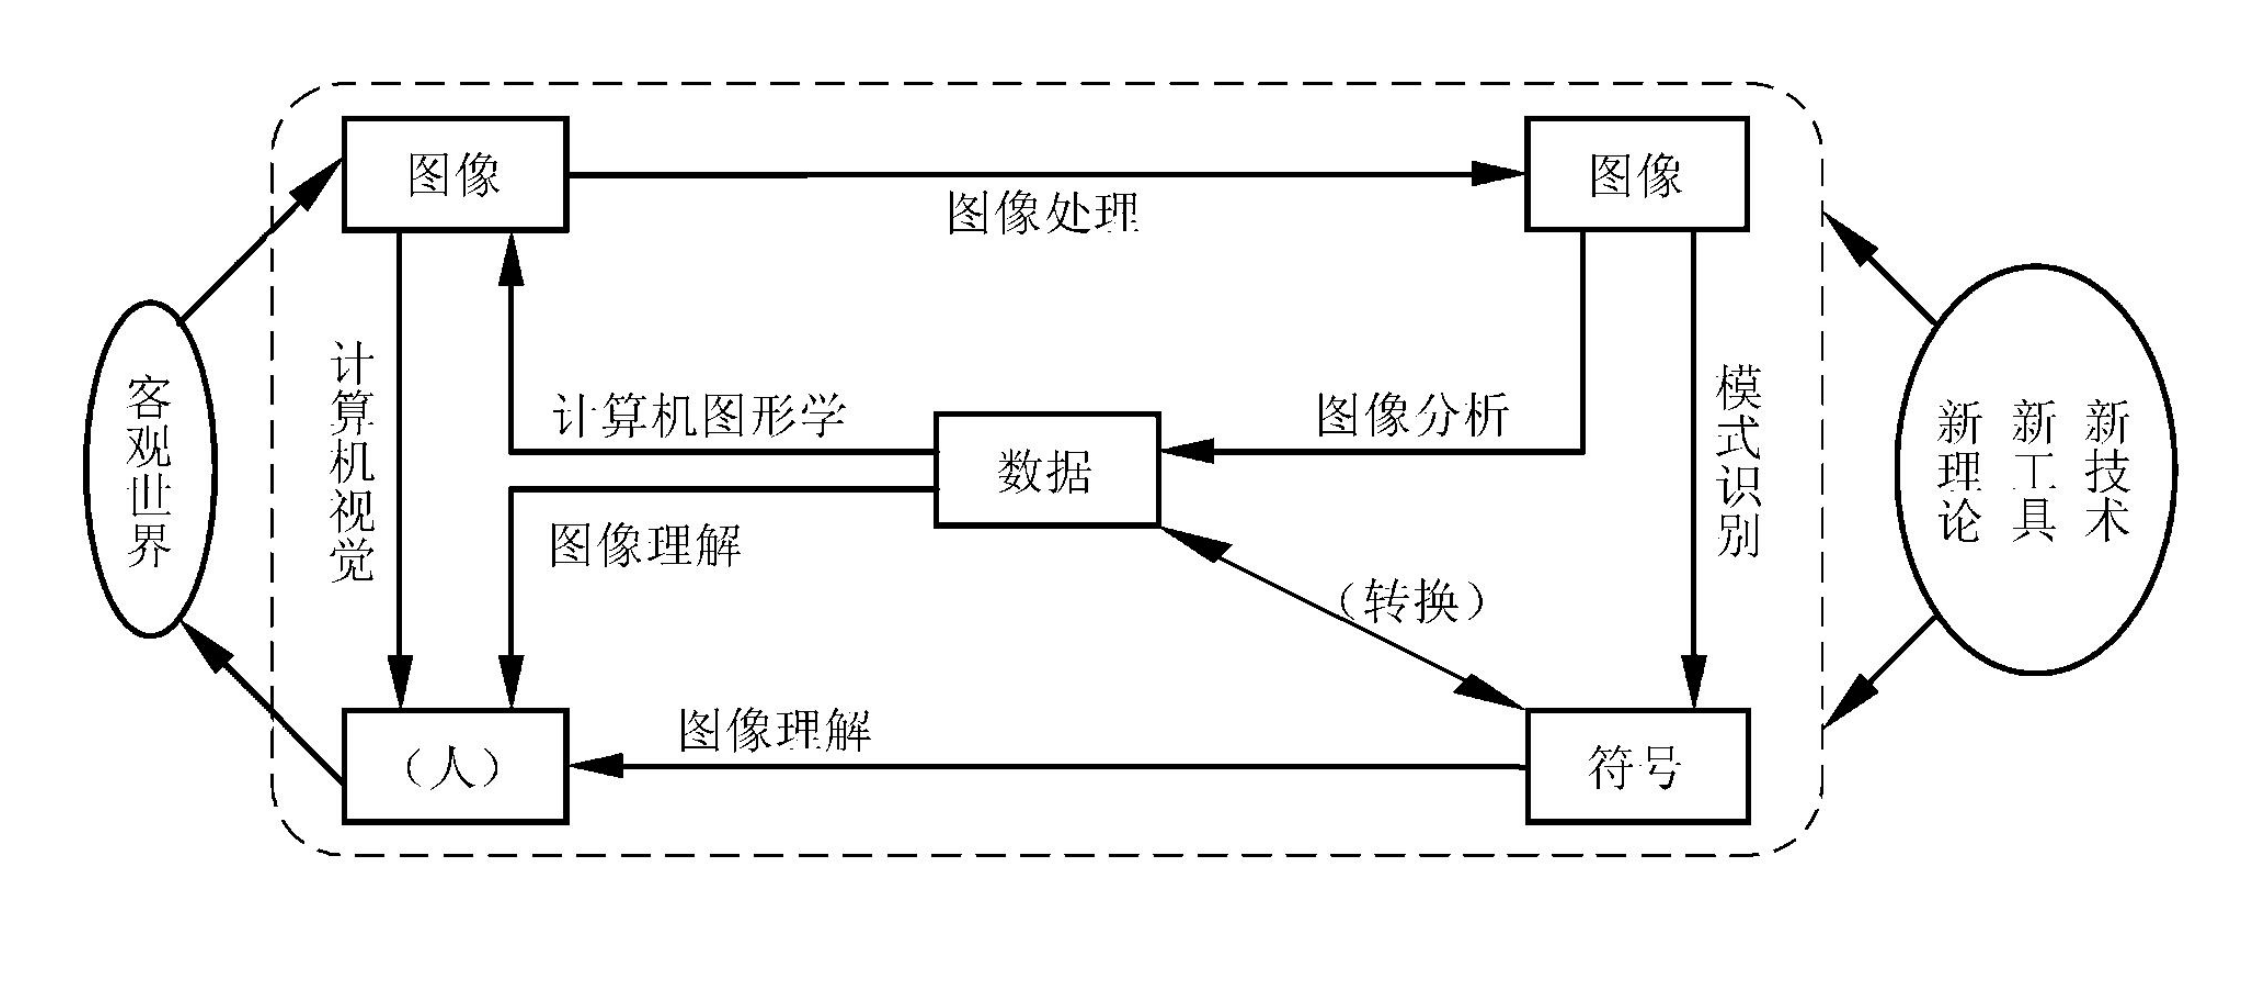 图像
图像
图像处理
计算机视觉
计算机图形学
图像分析
模式识别
客观世界
数据
新理论
新工具
新技术
图像理解
（转换）
图像理解
（人）
符号